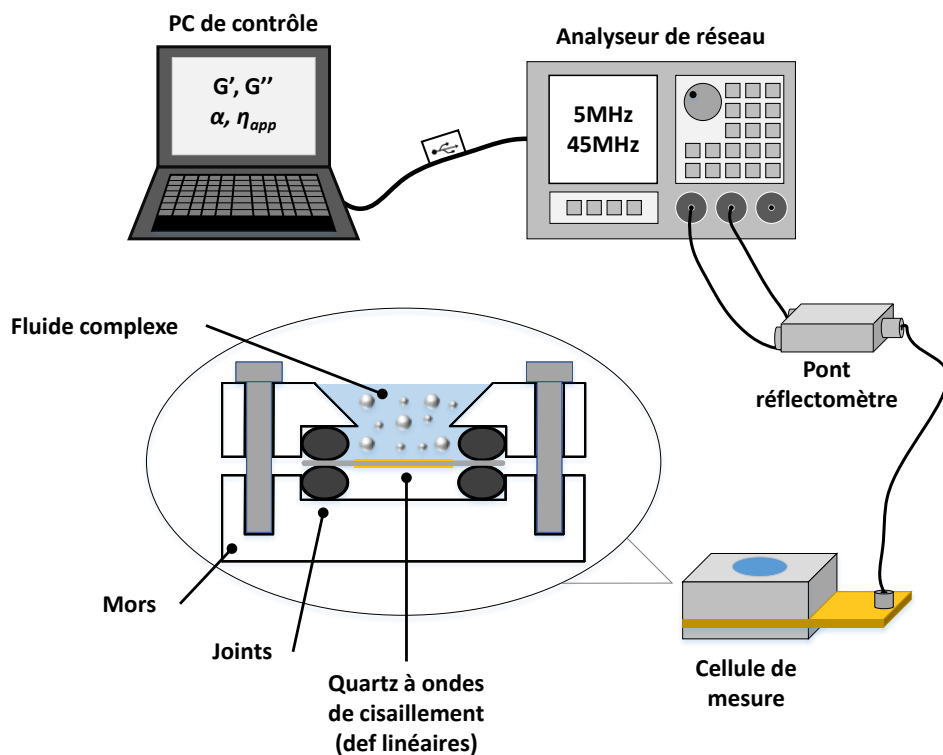 PC de contrôle
G’, G’’
α, ηapp
Analyseur de réseau
5MHz
45MHz
Fluide complexe
Pont
réflectomètre
Mors
Joints
Quartz à ondes
de cisaillement
(def linéaires)
Cellule de
mesure